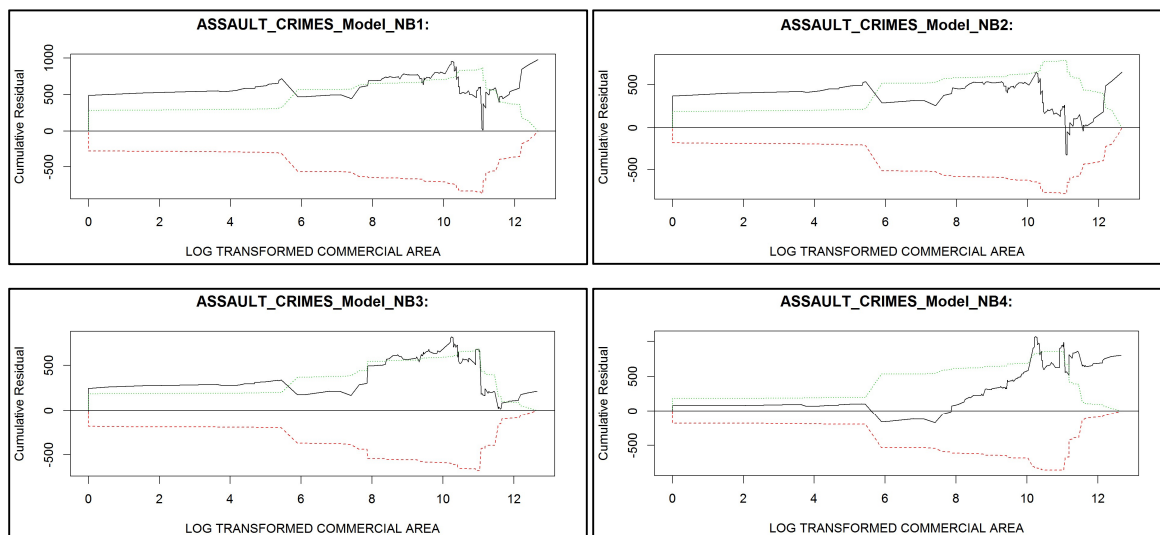 ASSAULT_CRIMES_Model_NB1:
Cumulative Residual
1000
500
0
-500
0 2 4 6 8 10 12
LOG TRANSFORMED COMMERCIAL AREA
ASSAULT_CRIMES_Model_NB2:
Cumulative Residual
500
0
-500
0 2 4 6 8 10 12
LOG TRANSFORMED COMMERCIAL AREA
ASSAULT_CRIMES_Model_NB3:
Cumulative Residual
500
0
-500
0 2 4 6 8 10 12
LOG TRANSFORMED COMMERCIAL AREA
ASSAULT_CRIMES_Model_NB4:
Cumulative Residual
500
0
-500
0 2 4 6 8 10 12
LOG TRANSFORMED COMMERCIAL AREA